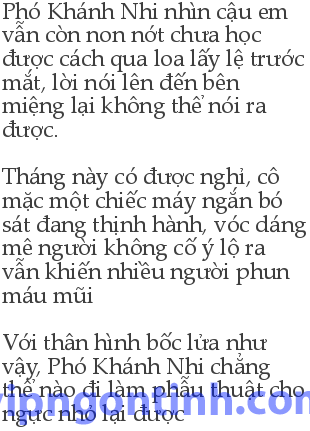 Phó Khánh Nhi nhìn cậu em
vẫn còn non nớt chưa học
được cách qua loa lấy lệ trước
mắt, lời nói lên đến bên
miệng lại không thể nói ra
được.
Tháng này có được nghỉ, cô
mặc một chiếc máy ngắn bó
sát đang thịnh hành, vóc dáng
mê người không cố ý lộ ra
vẫn khiến nhiều người phun
máu mũi
Với thân hình bốc lửa như
vậy, Phó Khánh Nhi chẳng
thể nào đi làm phẫu thuật cho
ngực nhỏ lại được
vipngontinh.com